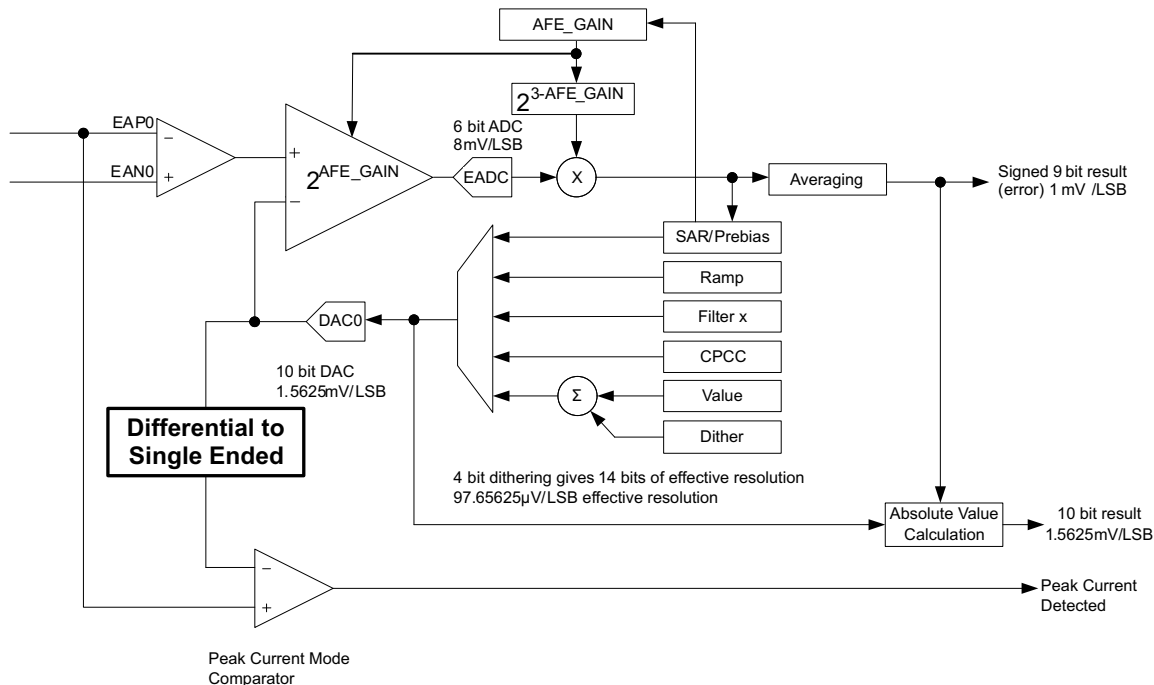 AFE_GAIN
2^3-AFE_GAIN
EAP0
−
EAN0
+
+
2^AFE_GAIN
−
6 bit ADC
8mV/LSB
EADC
X
Averaging
Signed 9 bit result
(error) 1 mV /LSB
SAR/Prebias
Ramp
Filter x
CPCC
Value
Σ
Dither
DAC0
10 bit DAC
1.5625mV/LSB
Differential to
Single Ended
4 bit dithering gives 14 bits of effective resolution
97.65625μV/LSB effective resolution
Absolute Value
Calculation
10 bit result
1.5625mV/LSB
−
+
Peak Current
Detected
Peak Current Mode
Comparator